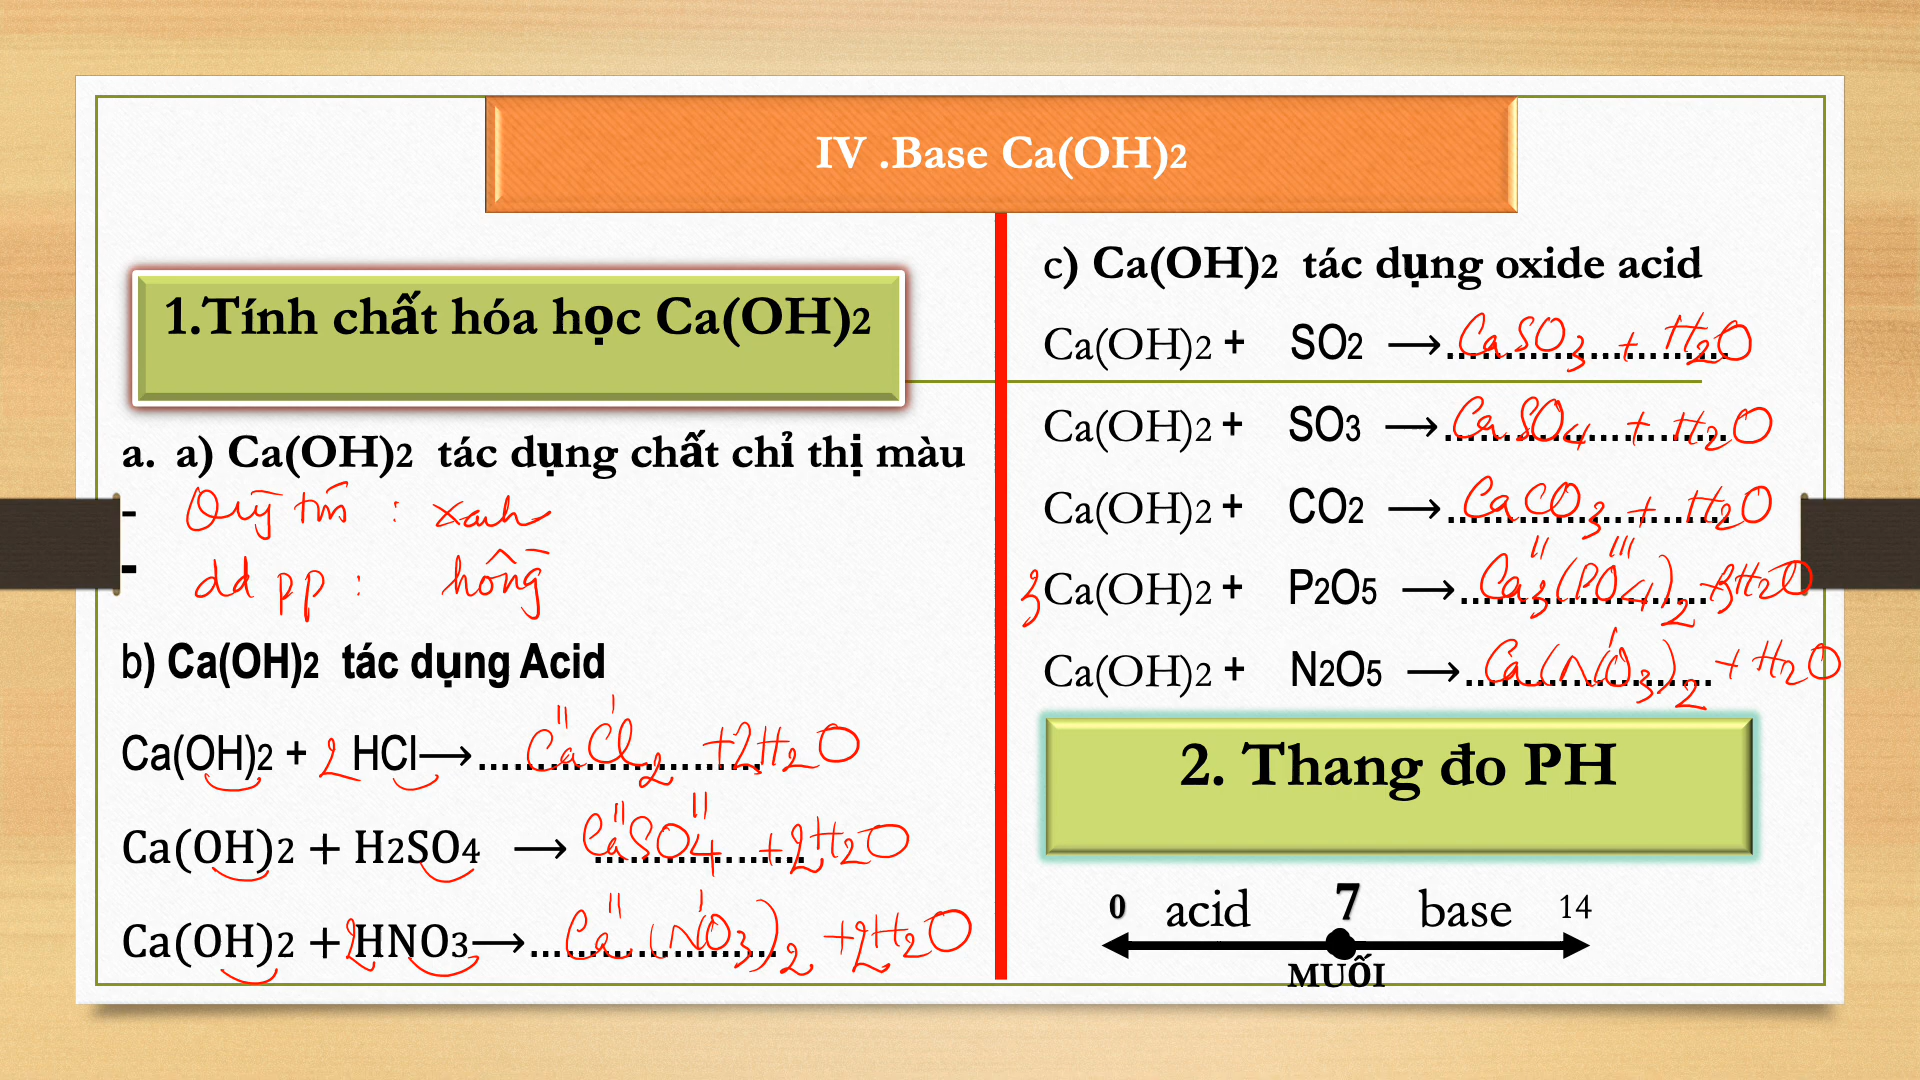 IV .Base Ca(OH)2
1.Tính chất hóa học Ca(OH)2
a. a) Ca(OH)2 tác dụng chất chỉ thị màu
- Quỳ tím : xanh
- dd pp : hồng
b) Ca(OH)2 tác dụng Acid
Ca(OH)2 + 2 HCl⟶........................ CaCl2 +2H2O
Ca(OH)2 + H2SO4 ⟶ .................. CaSO4 +2H2O
Ca(OH)2 + 2HNO3⟶..................... Ca(NO3)2 +2H2O
c) Ca(OH)2 tác dụng oxide acid
Ca(OH)2 + SO2 ⟶........................ CaSO3 + H2O
Ca(OH)2 + SO3 ⟶........................ CaSO4 + H2O
Ca(OH)2 + CO2 ⟶........................ CaCO3 + H2O
3Ca(OH)2 + P2O5 ⟶..................... Ca3(PO4)2 +3H2O
Ca(OH)2 + N2O5 ⟶..................... Ca(NO3)2 + H2O
2. Thang đo PH
0 acid 7 base 14
MUỐI